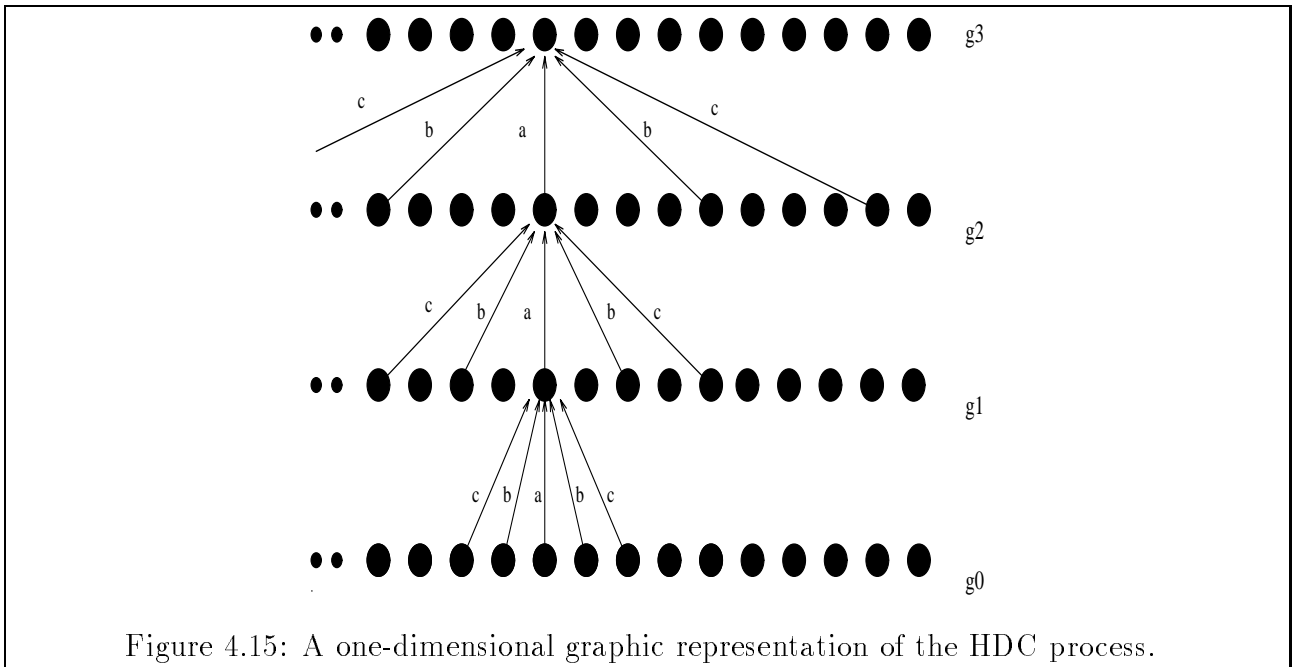 g3
c
b
a
b
c
g2
c
b
a
b
c
g1
c
b
a
b
c
g0
Figure 4.15: A one-dimensional graphic representation of the HDC process.